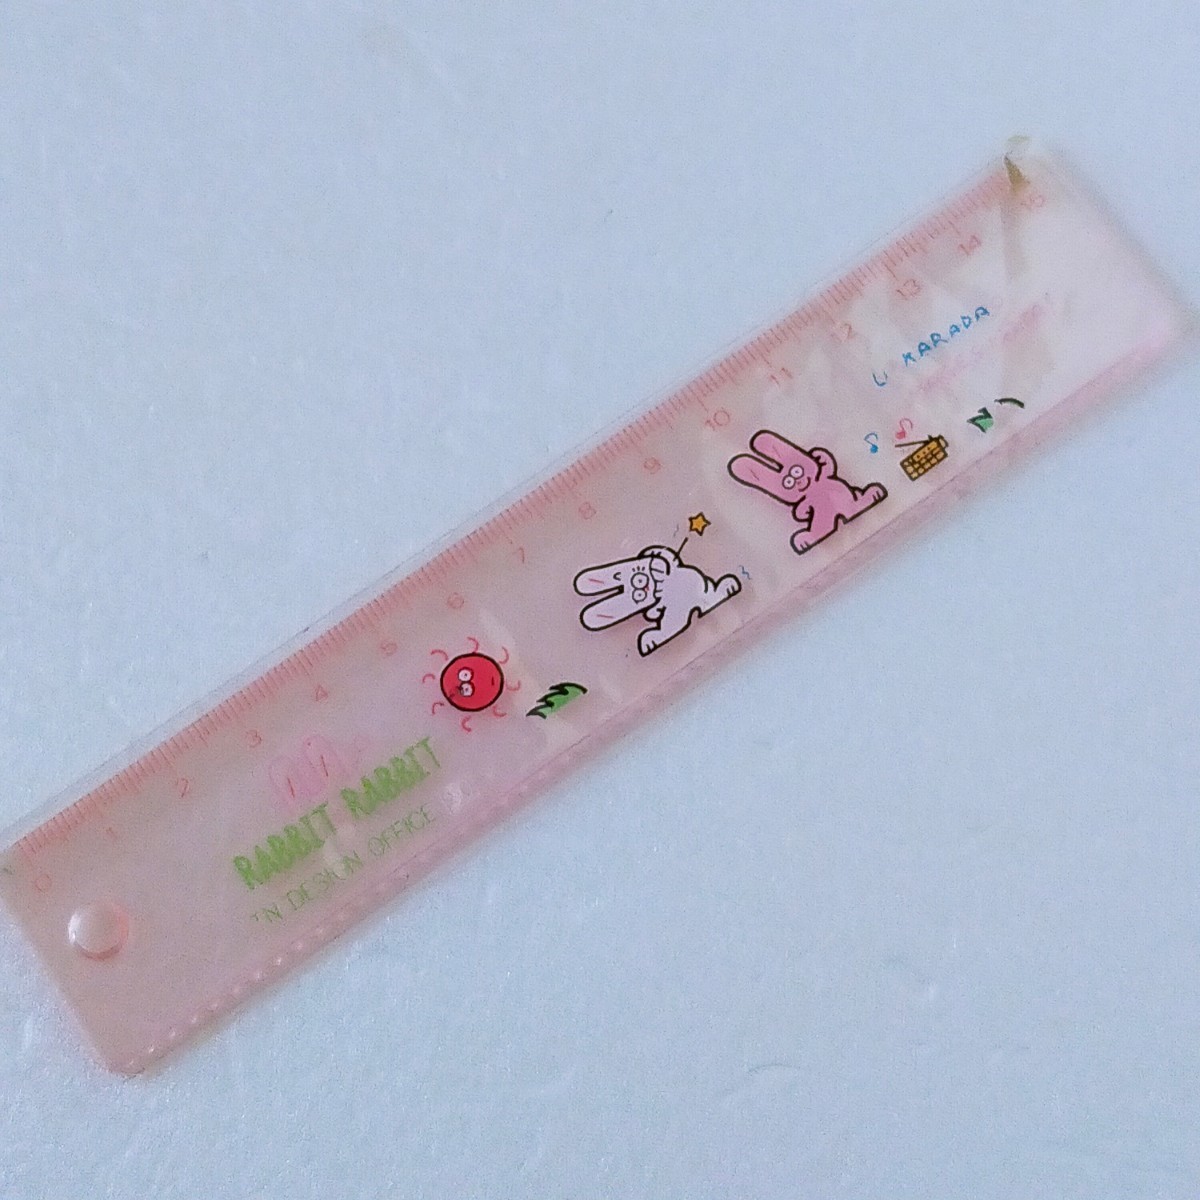 0 1 2 3 4 5 6 7 8 9 10 11 12 13 14 15
U KARADA
RABBIT RABBIT
N DESIGN OFFICE